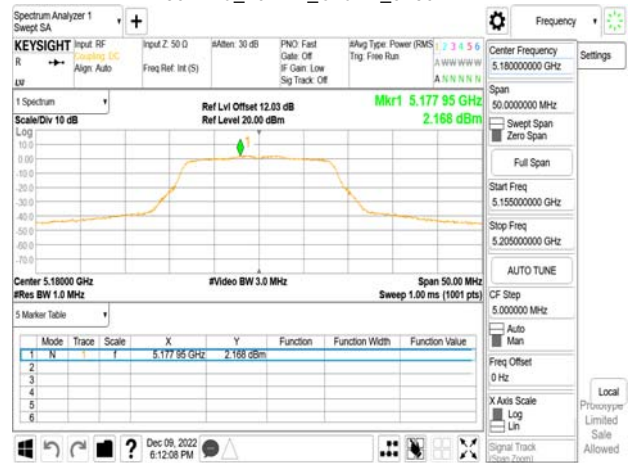 Spectrum Analyzer 1
Swept SA
Frequency
KEYSIGHT
Input: RF
Coupling: DC
Align: Auto
Input Z: 50 Ω
Freq Ref: Int (S)
#Atten: 30 dB
PNO: Fast
Gate: Off
IF Gain: Low
Sig Track: Off
#Avg Type: Power (RMS
Trig: Free Run
1 2 3 4 5 6
A W W W W W
A N N N N N
R
1 Spectrum
Scale/Div 10 dB
Log
Ref Lvl Offset 12.03 dB
Ref Level 20.00 dBm
Mkr1 5.177 95 GHz
2.168 dBm
10.0
0.00
-10.0
-20.0
-30.0
-40.0
-50.0
-60.0
-70.0
1
Center 5.18000 GHz
#Res BW 1.0 MHz
#Video BW 3.0 MHz
Span 50.00 MHz
Sweep 1.00 ms (1001 pts)
5 Marker Table
Mode Trace Scale X Y Function Function Width Function Value
1 N 1 f 5.177 95 GHz 2.168 dBm
2
3
4
5
6
Dec 09, 2022
6:12:08 PM
Center Frequency
5.180000000 GHz
Settings
Span
50.0000000 MHz
Swept Span
Zero Span
Full Span
Start Freq
5.155000000 GHz
Stop Freq
5.205000000 GHz
AUTO TUNE
CF Step
5.000000 MHz
Auto
Man
Freq Offset
0 Hz
X Axis Scale
Log
Lin
Signal Track
(Span Zoom)
Local
Prototype
Limited
Sale
Allowed